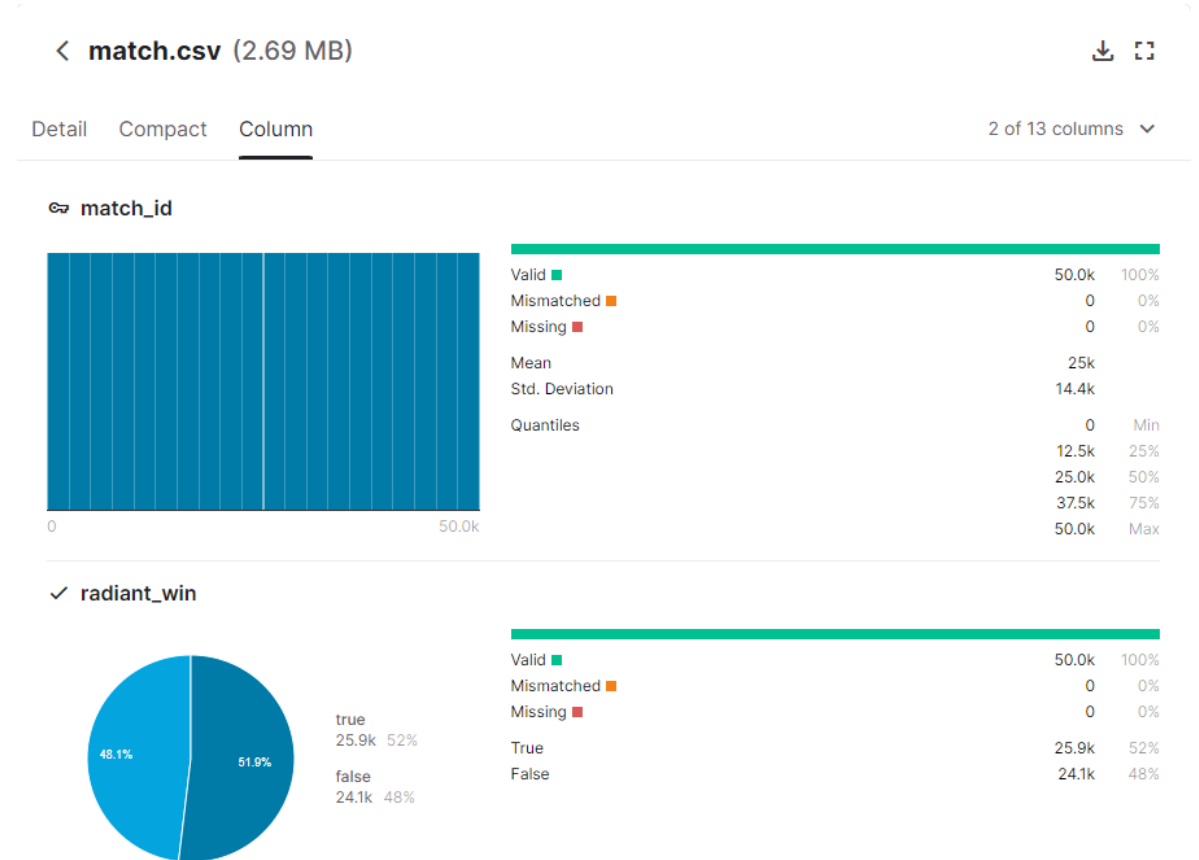 match.csv (2.69 MB)
Detail Compact Column 2 of 13 columns
match_id
Valid 50.0k 100%
Mismatched 0 0%
Missing 0 0%
Mean 25k
Std. Deviation 14.4k
Quantiles 0 Min
12.5k 25%
25.0k 50%
37.5k 75%
50.0k Max
0 50.0k
radiant_win
48.1% 51.9%
true
25.9k 52%
false
24.1k 48%
Valid 50.0k 100%
Mismatched 0 0%
Missing 0 0%
True 25.9k 52%
False 24.1k 48%